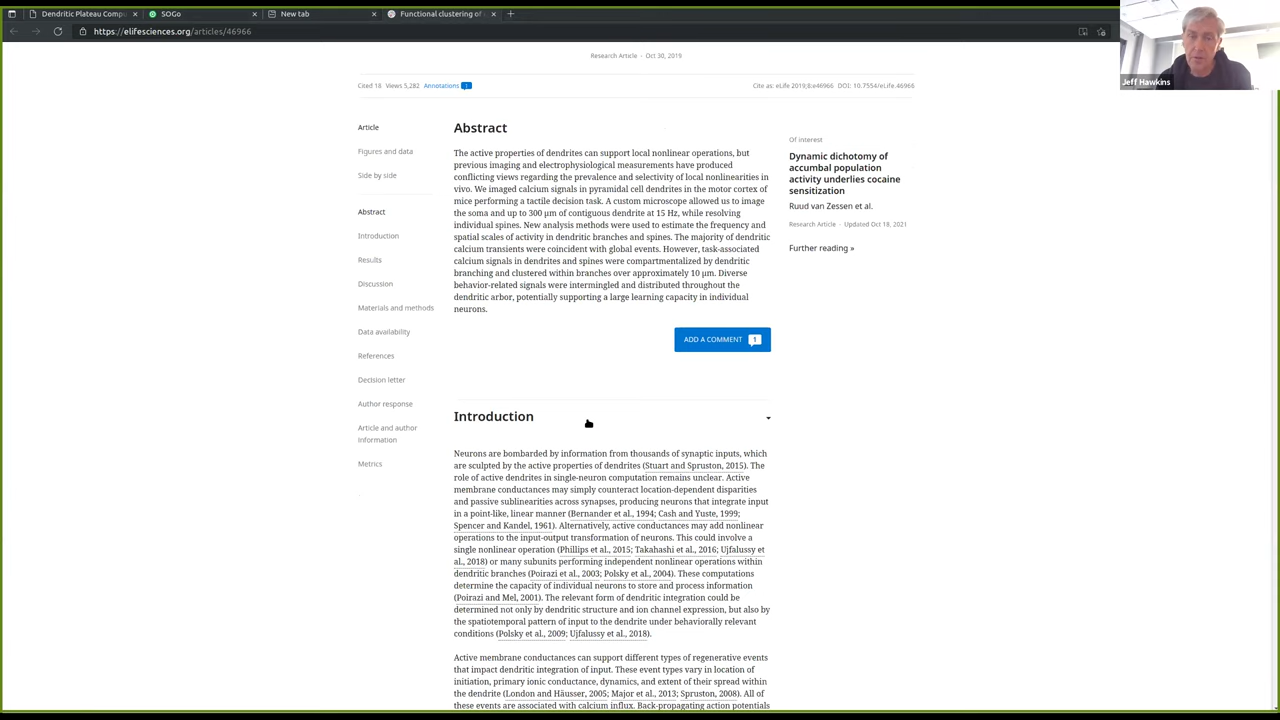 Dendritic Plateau Comp
SOGo
New tab
Functional clustering of
https://elifesciences.org/articles/46966
Jeff Hawkins
Research Article · Oct 30, 2019
Cited 18 Views 5,282 Annotations 1
Cite as: eLife 2019;8:e46966 DOI: 10.7554/eLife.46966
Article
Figures and data
Side by side
Abstract
Introduction
Results
Discussion
Materials and methods
Data availability
References
Decision letter
Author response
Article and author
information
Metrics
Abstract
The active properties of dendrites can support local nonlinear operations, but
previous imaging and electrophysiological measurements have produced
conflicting views regarding the prevalence and selectivity of local nonlinearities in
vivo. We imaged calcium signals in pyramidal cell dendrites in the motor cortex of
mice performing a tactile decision task. A custom microscope allowed us to image
the soma and up to 300 μm of contiguous dendrite at 15 Hz, while resolving
individual spines. New analysis methods were used to estimate the frequency and
spatial scales of activity in dendritic branches and spines. The majority of dendritic
calcium transients were coincident with global events. However, task-associated
calcium signals in dendrites and spines were compartmentalized by dendritic
branching and clustered within branches over approximately 10 μm. Diverse
behavior-related signals were intermingled and distributed throughout the
dendritic arbor, potentially supporting a large learning capacity in individual
neurons.
ADD A COMMENT 1
Introduction
Neurons are bombarded by information from thousands of synaptic inputs, which
are sculpted by the active properties of dendrites (Stuart and Spruston, 2015). The
role of active dendrites in single-neuron computation remains unclear. Active
membrane conductances may simply counteract location-dependent disparities
and passive sublinearities across synapses, producing neurons that integrate input
in a point-like, linear manner (Bernander et al., 1994; Cash and Yuste, 1999;
Spencer and Kandel, 1961). Alternatively, active conductances may add nonlinear
operations to the input-output transformation of neurons. This could involve a
single nonlinear operation (Phillips et al., 2015; Takahashi et al., 2016; Ujfalussy et
al., 2018) or many subunits performing independent nonlinear operations within
dendritic branches (Poirazi et al., 2003; Polsky et al., 2004). These computations
determine the capacity of individual neurons to store and process information
(Poirazi and Mel, 2001). The relevant form of dendritic integration could be
determined not only by dendritic structure and ion channel expression, but also by
the spatiotemporal pattern of input to the dendrite under behaviorally relevant
conditions (Polsky et al., 2009; Ujfalussy et al., 2018).
Active membrane conductances can support different types of regenerative events
that impact dendritic integration of input. These event types vary in location of
initiation, primary ionic conductance, dynamics, and extent of their spread within
the dendrite (London and Häusser, 2005; Major et al., 2013; Spruston, 2008). All of
these events are associated with calcium influx. Back-propagating action potentials
Of interest
Dynamic dichotomy of
accumbal population
activity underlies cocaine
sensitization
Ruud van Zessen et al.
Research Article · Updated Oct 18, 2021
Further reading »